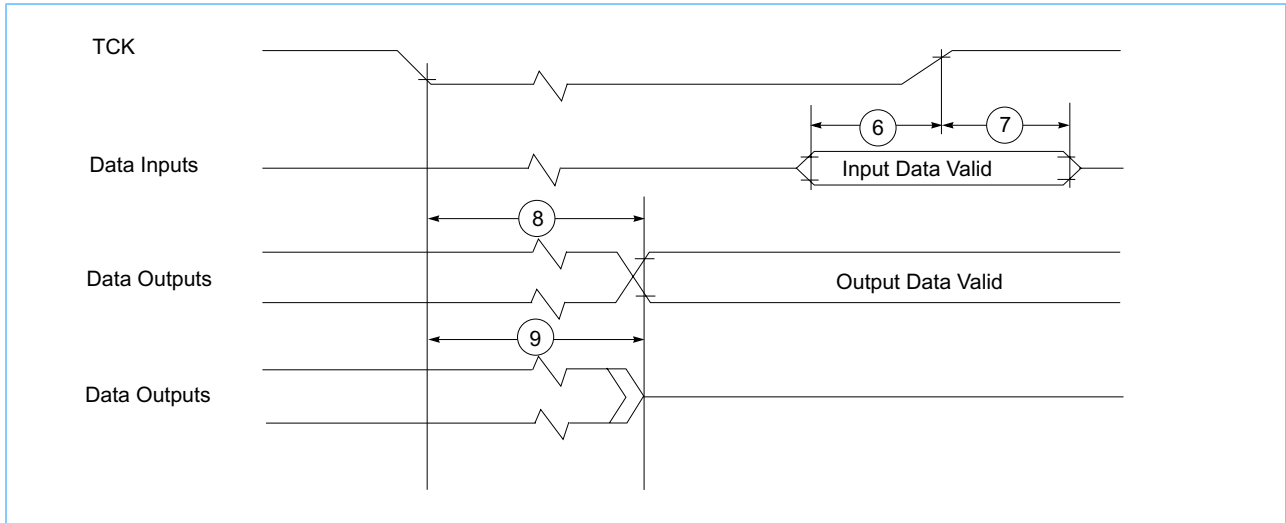 TCK
6
7
Data Inputs
Input Data Valid
8
Data Outputs
Output Data Valid
9
Data Outputs